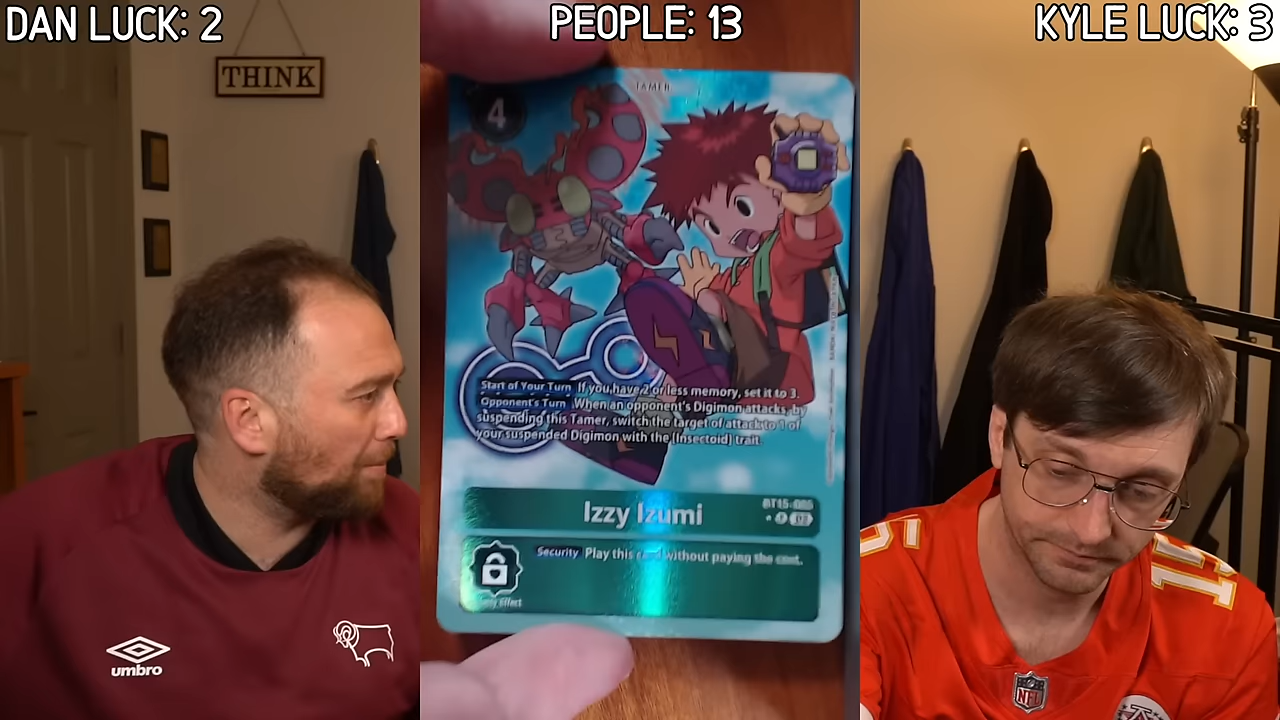 DAN LUCK: 2
PEOPLE: 13
KYLE LUCK: 3
THINK
TAMER
4
Start of Your Turn If you have 2 or less memory, set it to 3.
Opponent's Turn When an opponent's Digimon attacks, by
suspending this Tamer, switch the target of attack to 1 of
your suspended Digimon with the [Insectoid] trait.
Izzy Izumi
Security Play this card without paying the cost.
umbro
NFL
15